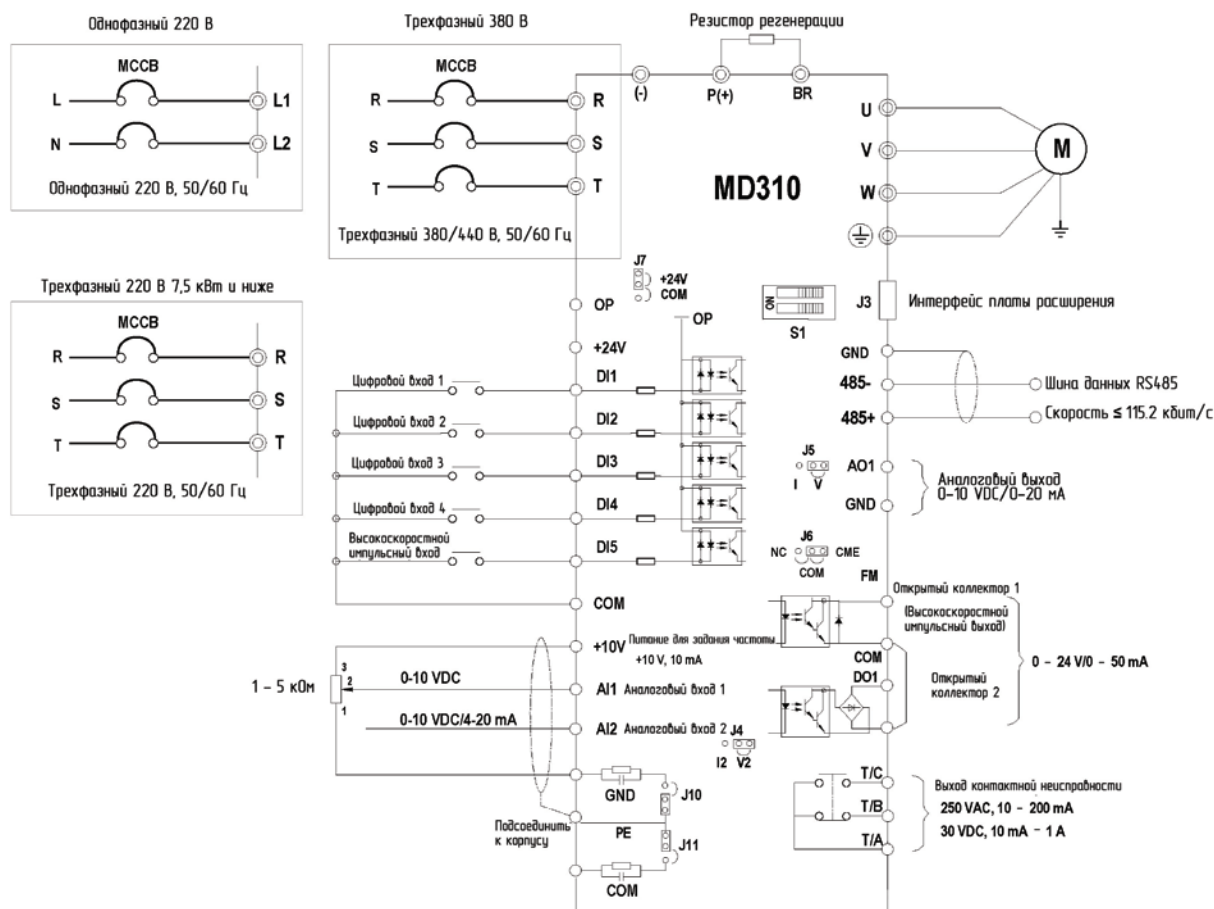 Однофазный 220 В
MCCB
L
L1
N
L2
Однофазный 220 В, 50/60 Гц
Трехфазный 380 В
MCCB
R
R
S
S
T
T
Трехфазный 380/440 В, 50/60 Гц
Трехфазный 220 В 7,5 кВт и ниже
MCCB
R
R
S
S
T
T
Трехфазный 220 В, 50/60 Гц
Резистор регенерации
(-)
P(+)
BR
MD310
U
V
W
M
J7
+24V
COM
OP
OP
+24V
ON
S1
J3
Интерфейс платы расширения
Цифровой вход 1
DI1
Цифровой вход 2
DI2
Цифровой вход 3
DI3
Цифровой вход 4
DI4
Высокоскоростной
импульсный вход
DI5
COM
GND
485-
Шина данных RS485
485+
Скорость ≤ 115.2 кбит/с
J5
I
V
AO1
GND
Аналоговый выход
0-10 VDC/0-20 мА
J6
NC
CME
COM
FM
Открытый коллектор 1
(Высокоскоростной
импульсный выход)
COM
DO1
Открытый
коллектор 2
0 - 24 V/0 - 50 mA
+10V
Питание для задания частоты
+10 V, 10 mA
1 - 5 кОм
3
2
1
0-10 VDC
AI1
Аналоговый вход 1
0-10 VDC/4-20 mA
AI2
Аналоговый вход 2
J4
I2
V2
GND
J10
Подсоединить
к корпусу
PE
J11
COM
T/C
T/B
T/A
Выход контактной неисправности
250 VAC, 10 - 200 mA
30 VDC, 10 mA - 1 A